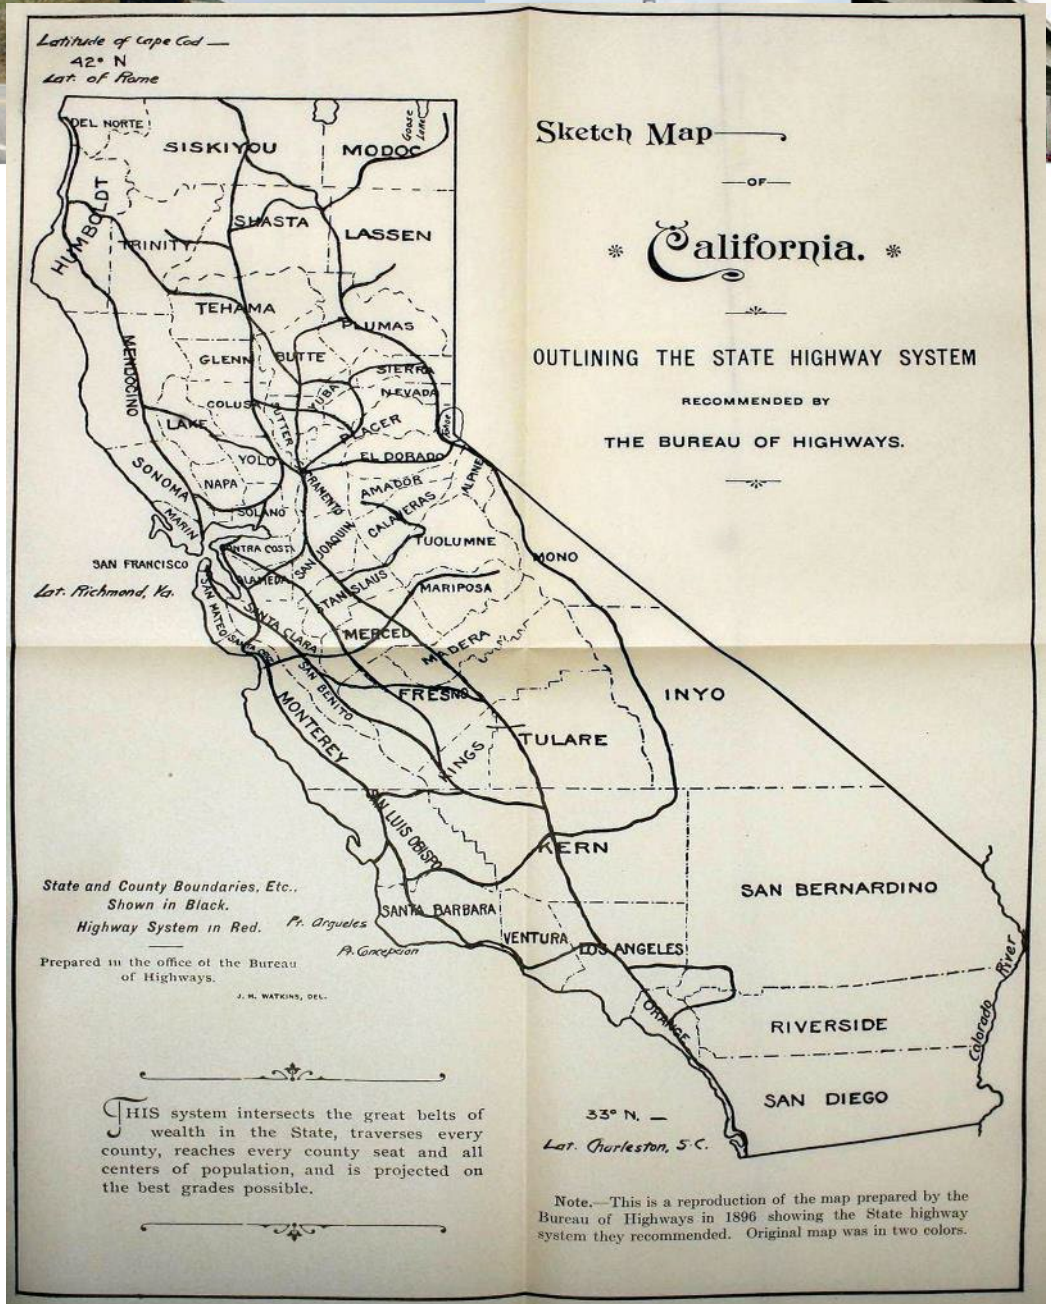 Latitude of Cape Cod —
42° N
Lat. of Rome
Sketch Map
—OF—
California.
OUTLINING THE STATE HIGHWAY SYSTEM
RECOMMENDED BY
THE BUREAU OF HIGHWAYS.
DEL NORTE
SISKIYOU
MODOC
Goose Lake
HUMBOLDT
TRINITY
SHASTA
LASSEN
TEHAMA
PLUMAS
MENDOCINO
GLENN
BUTTE
SIERRA
NEVADA
YUBA
COLUSA
SUTTER
LAKE
PLACER
YOLO
EL DORADO
SONOMA
NAPA
AMADOR
ALPINE
MARIN
SOLANO
CALAVERAS
SAN JOAQUIN
TUOLUMNE
MONO
SAN FRANCISCO
ALAMEDA
STANISLAUS
MARIPOSA
Lat. Richmond, Va.
SAN MATEO
SANTA CLARA
MERCED
MADERA
SAN BENITO
FRESNO
INYO
MONTEREY
KINGS
TULARE
SAN LUIS OBISPO
KERN
SAN BERNARDINO
SANTA BARBARA
VENTURA
LOS ANGELES
ORANGE
RIVERSIDE
SAN DIEGO
Colorado River
Pt. Argueles
Pt. Concepcion
State and County Boundaries, Etc.,
Shown in Black.
Highway System in Red.
Prepared in the office of the Bureau
of Highways.
J. M. WATKINS, DEL.
THIS system intersects the great belts of
wealth in the State, traverses every
county, reaches every county seat and all
centers of population, and is projected on
the best grades possible.
33° N. —
Lat. Charleston, S.C.
Note.—This is a reproduction of the map prepared by the
Bureau of Highways in 1896 showing the State highway
system they recommended. Original map was in two colors.